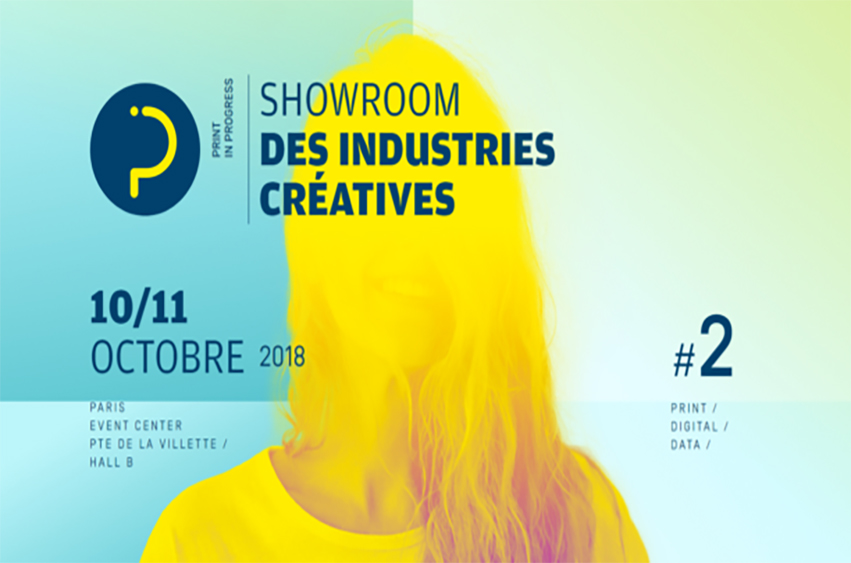 PRINT
IN PROGRESS
SHOWROOM
DES INDUSTRIES
CRÉATIVES
10/11
OCTOBRE 2018
PARIS
EVENT CENTER
PTE DE LA VILLETTE /
HALL B
#2
PRINT /
DIGITAL /
DATA /